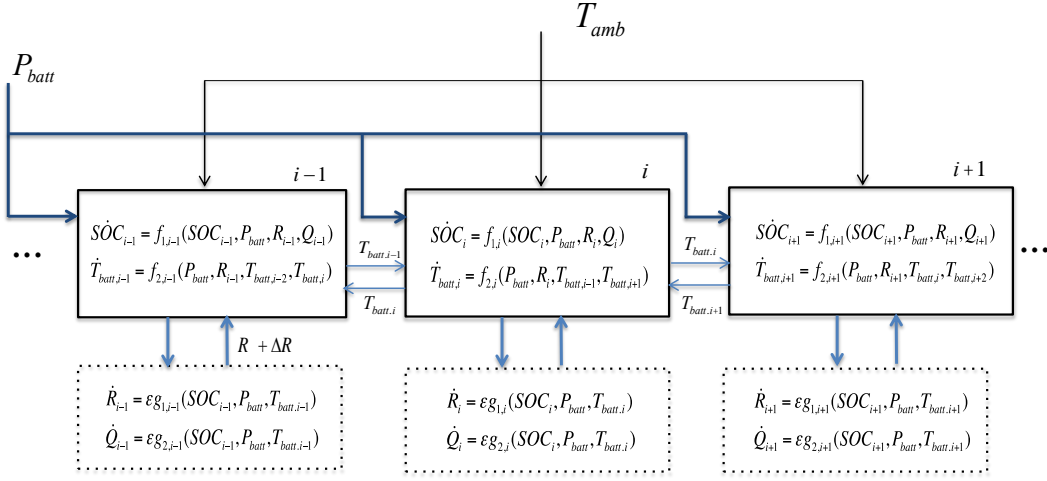 T_amb
P_batt
i−1
i
i+1
SȮC_{i−1} = f_{1,i−1}(SOC_{i−1},P_batt,R_{i−1},Q_{i−1})
Ṫ_{batt,i−1} = f_{2,i−1}(P_batt,R_{i−1},T_{batt,i−2},T_{batt,i})
SȮC_i = f_{1,i}(SOC_i,P_batt,R_i,Q_i)
Ṫ_{batt,i} = f_{2,i}(P_batt,R_i,T_{batt,i−1},T_{batt,i+1})
SȮC_{i+1} = f_{1,i+1}(SOC_{i+1},P_batt,R_{i+1},Q_{i+1})
Ṫ_{batt,i+1} = f_{2,i+1}(P_batt,R_{i+1},T_{batt,i},T_{batt,i+2})
...
...
T_{batt.i−1}
T_{batt.i}
T_{batt.i}
T_{batt.i+1}
R + ΔR
Ṙ_{i−1} = εg_{1,i−1}(SOC_{i−1},P_batt,T_{batt.i−1})
Q̇_{i−1} = εg_{2,i−1}(SOC_{i−1},P_batt,T_{batt.i−1})
Ṙ_i = εg_{1,i}(SOC_i,P_batt,T_{batt.i})
Q̇_i = εg_{2,i}(SOC_i,P_batt,T_{batt.i})
Ṙ_{i+1} = εg_{1,i+1}(SOC_{i+1},P_batt,T_{batt.i+1})
Q̇_{i+1} = εg_{2,i+1}(SOC_{i+1},P_batt,T_{batt.i+1})